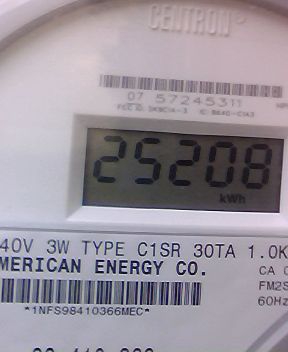 CENTRON
07 57245311
25208
kWh
40V 3W TYPE C1SR 30TA 1.0K
MERICAN ENERGY CO.
CA 0
FM2S
60Hz
*1NFS98410366MEC*